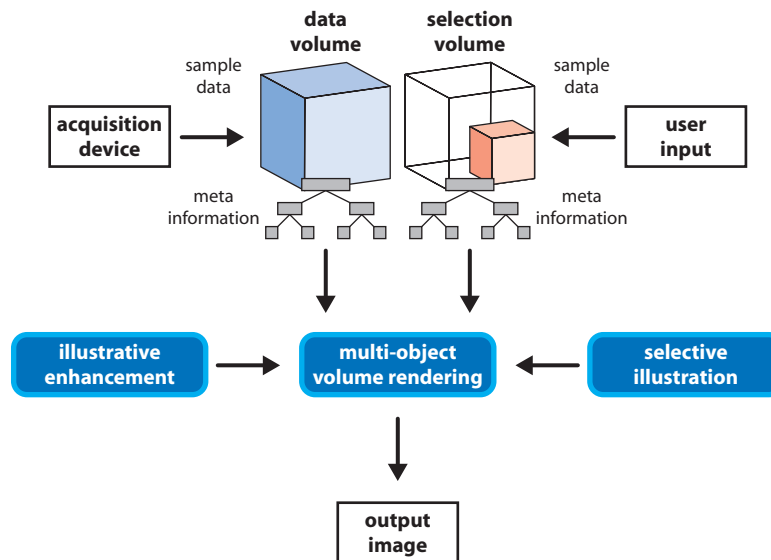 data
volume
selection
volume
sample
data
sample
data
acquisition
device
user
input
meta
information
meta
information
illustrative
enhancement
multi-object
volume rendering
selective
illustration
output
image